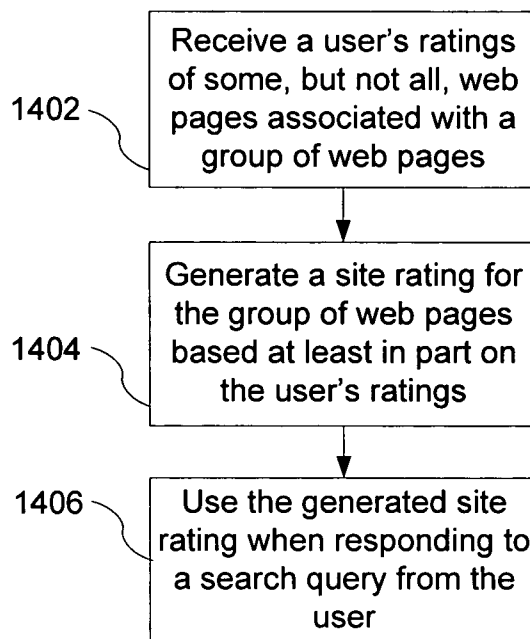 1402
Receive a user's ratings
of some, but not all, web
pages associated with a
group of web pages
1404
Generate a site rating for
the group of web pages
based at least in part on
the user's ratings
1406
Use the generated site
rating when responding to
a search query from the
user